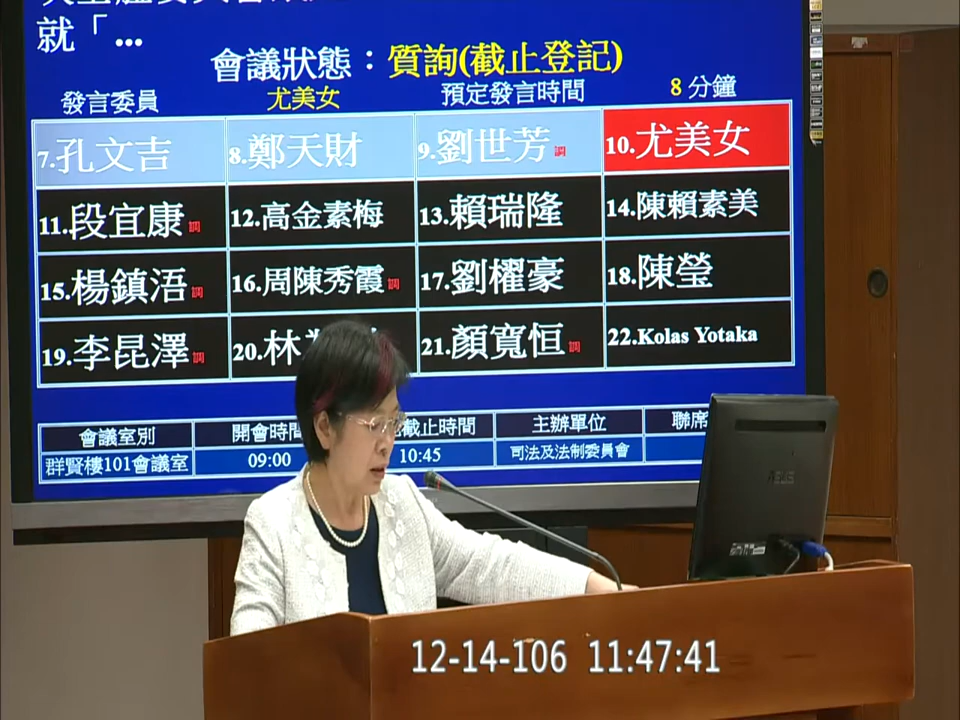 就「...
會議狀態：質詢(截止登記)
發言委員 尤美女 預定發言時間 8 分鐘
7.孔文吉 8.鄭天財 9.劉世芳 調 10.尤美女
11.段宜康 調 12.高金素梅 13.賴瑞隆 14.陳賴素美
15.楊鎮浯 調 16.周陳秀霞 調 17.劉櫂豪 18.陳瑩
19.李昆澤 調 20.林 21.顏寬恒 調 22.Kolas Yotaka
會議室別 開會時間 截止時間 主辦單位 聯席
群賢樓101會議室 09:00 10:45 司法及法制委員會
ASUS
12-14-106 11:47:41